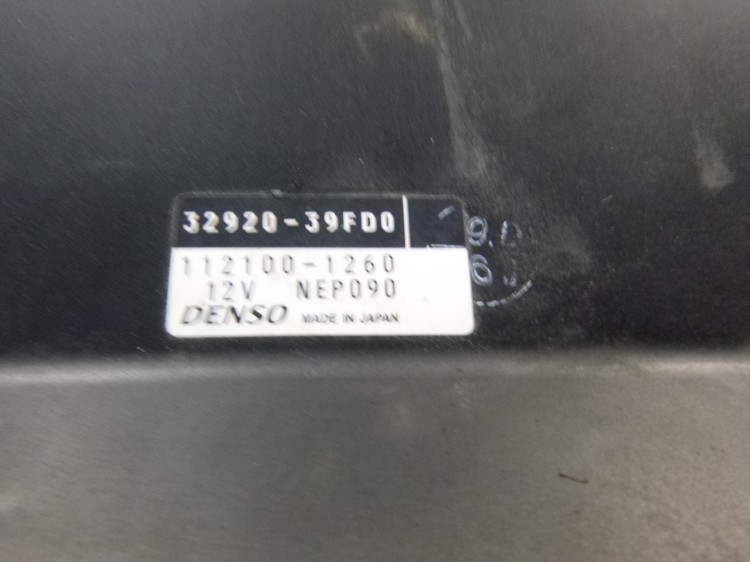 32920-39FD0
112100-1260
12V NEP090
DENSO MADE IN JAPAN